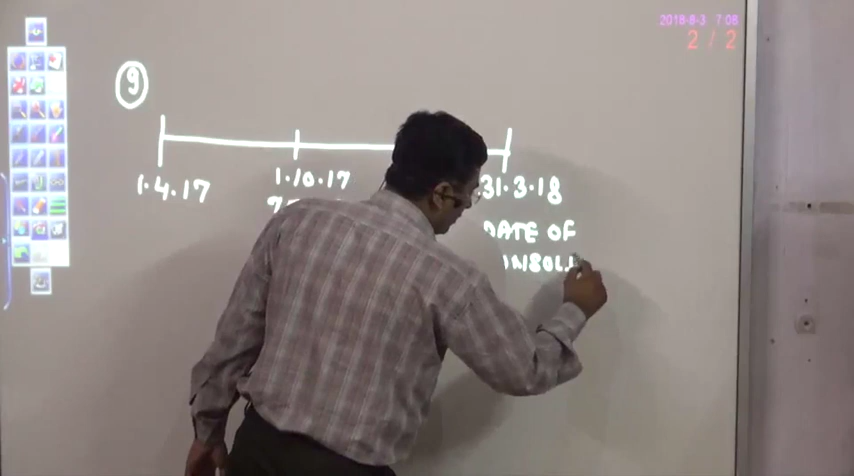 2018-8-3 7:08
2 / 2
9
1.4.17 1.10.17 31.3.18
DATE OF